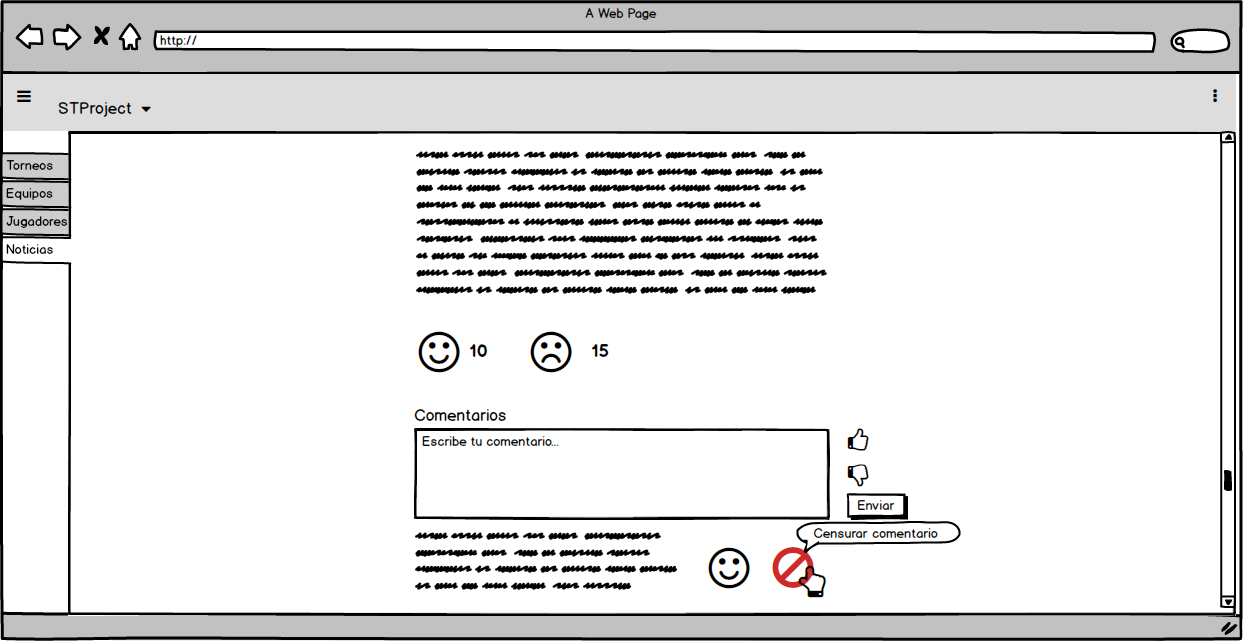 A Web Page
http://
STProject
Torneos
Equipos
Jugadores
Noticias
10
15
Comentarios
Escribe tu comentario...
Enviar
Censurar comentario